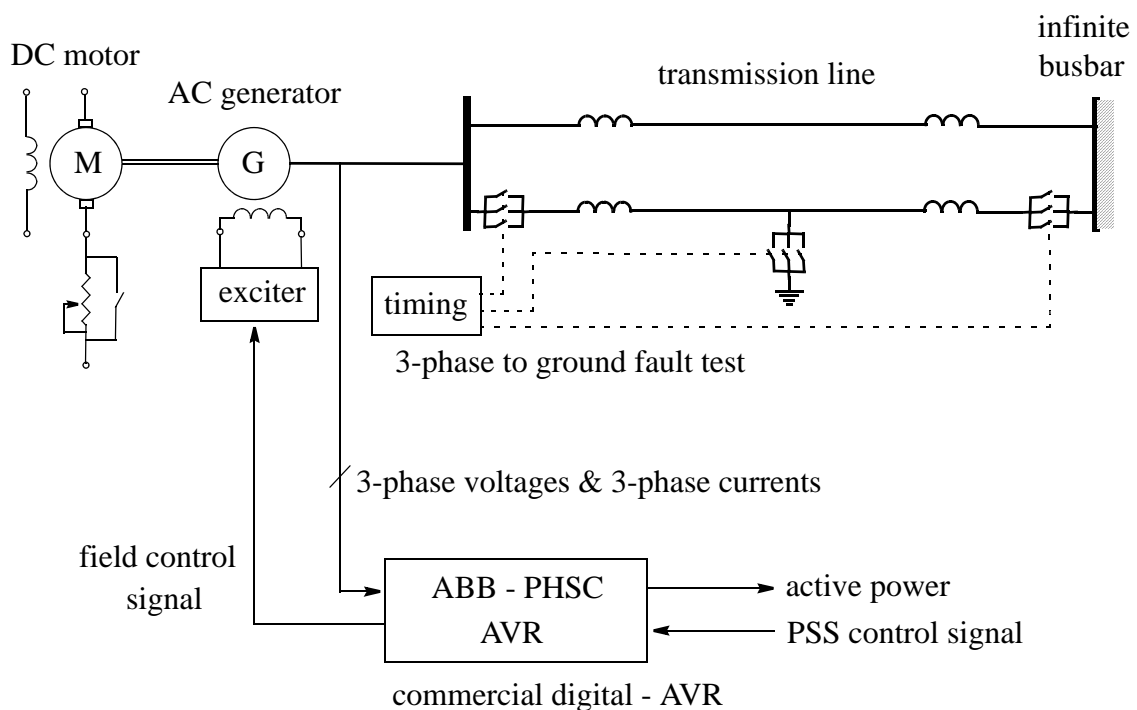 infinite
busbar
DC motor
transmission line
AC generator
M
G
exciter
timing
3-phase to ground fault test
3-phase voltages & 3-phase currents
field control
signal
ABB - PHSC
AVR
active power
PSS control signal
commercial digital - AVR